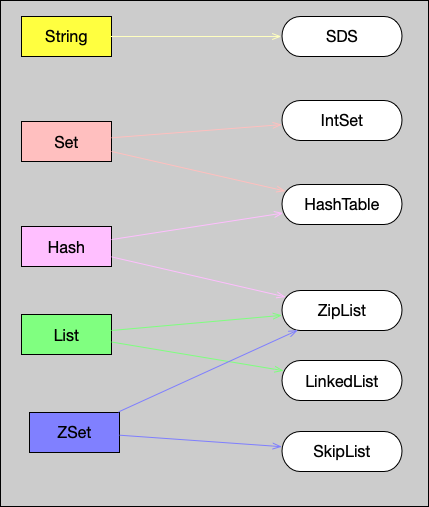 String
SDS
IntSet
Set
HashTable
Hash
ZipList
List
LinkedList
ZSet
SkipList